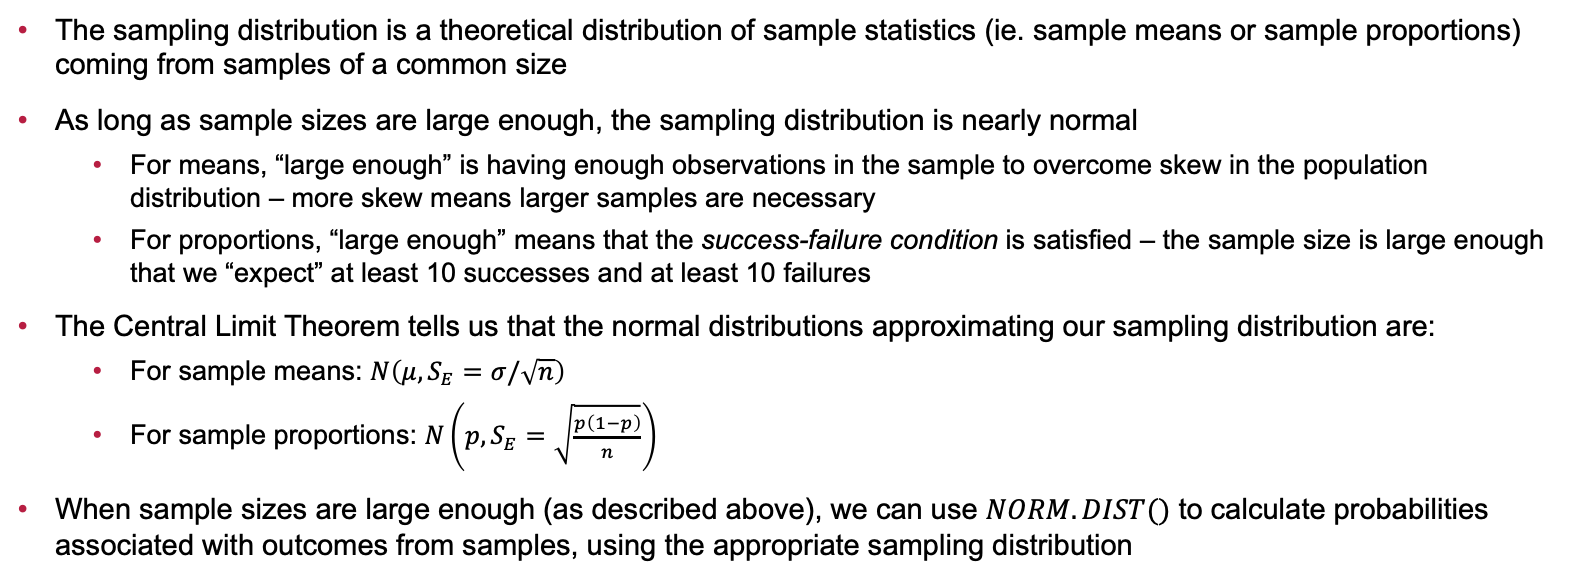 • The sampling distribution is a theoretical distribution of sample statistics (ie. sample means or sample proportions)
coming from samples of a common size
• As long as sample sizes are large enough, the sampling distribution is nearly normal
• For means, “large enough” is having enough observations in the sample to overcome skew in the population
distribution – more skew means larger samples are necessary
• For proportions, “large enough” means that the success-failure condition is satisfied – the sample size is large enough
that we “expect” at least 10 successes and at least 10 failures
• The Central Limit Theorem tells us that the normal distributions approximating our sampling distribution are:
• For sample means: N(μ, S_E = σ/√n)
• For sample proportions: N(p, S_E = √(p(1−p)/n))
• When sample sizes are large enough (as described above), we can use NORM.DIST() to calculate probabilities
associated with outcomes from samples, using the appropriate sampling distribution